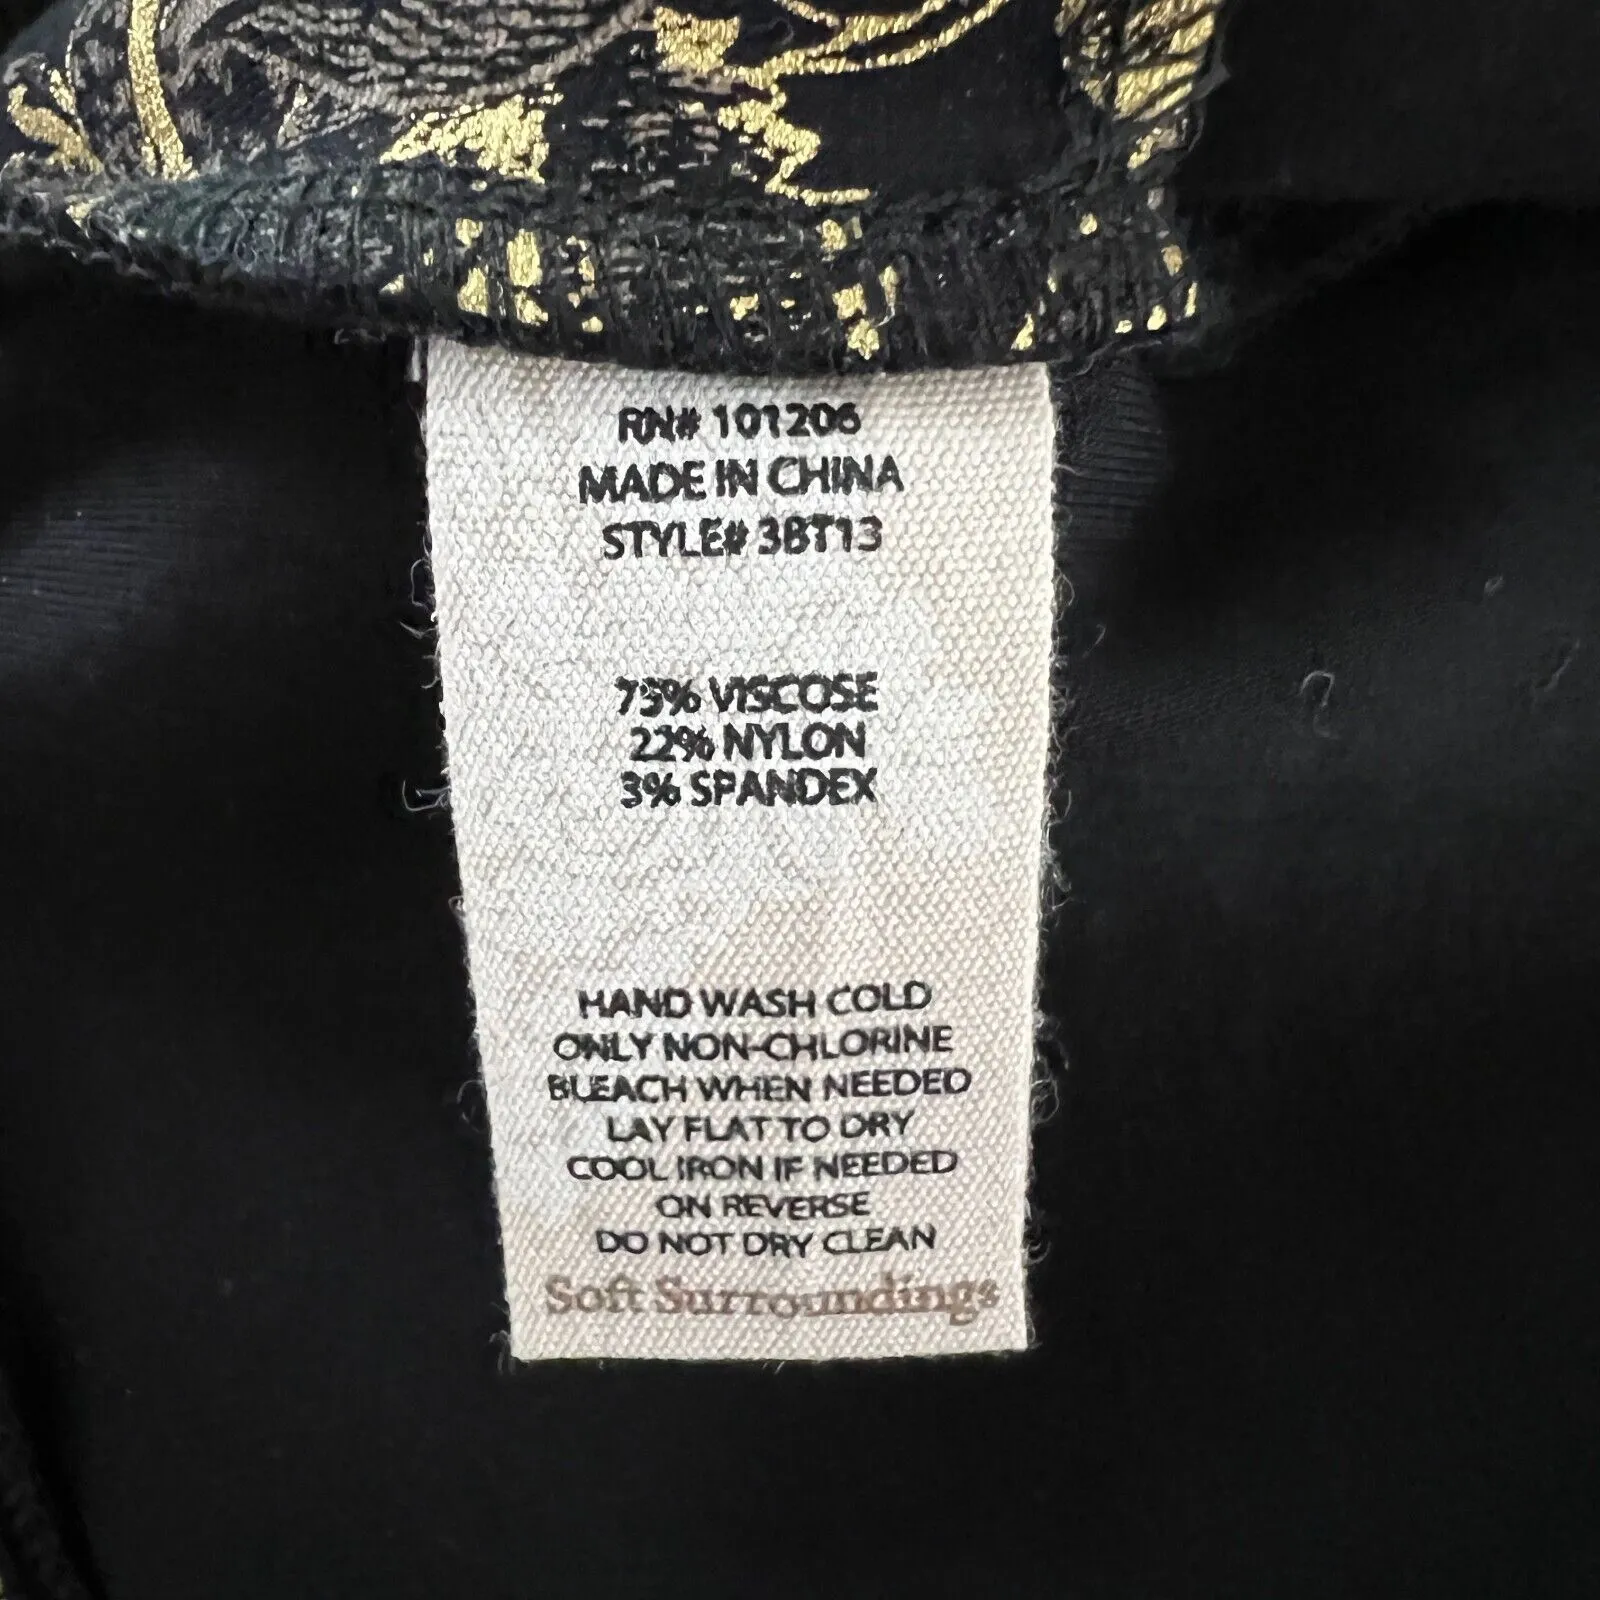 RN# 101206
MADE IN CHINA
STYLE# 3BT13
75% VISCOSE
22% NYLON
3% SPANDEX
HAND WASH COLD
ONLY NON-CHLORINE
BLEACH WHEN NEEDED
LAY FLAT TO DRY
COOL IRON IF NEEDED
ON REVERSE
DO NOT DRY CLEAN
Soft Surroundings